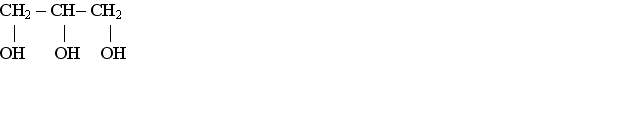 CH₂ – CH– CH₂
| | |
OH OH OH